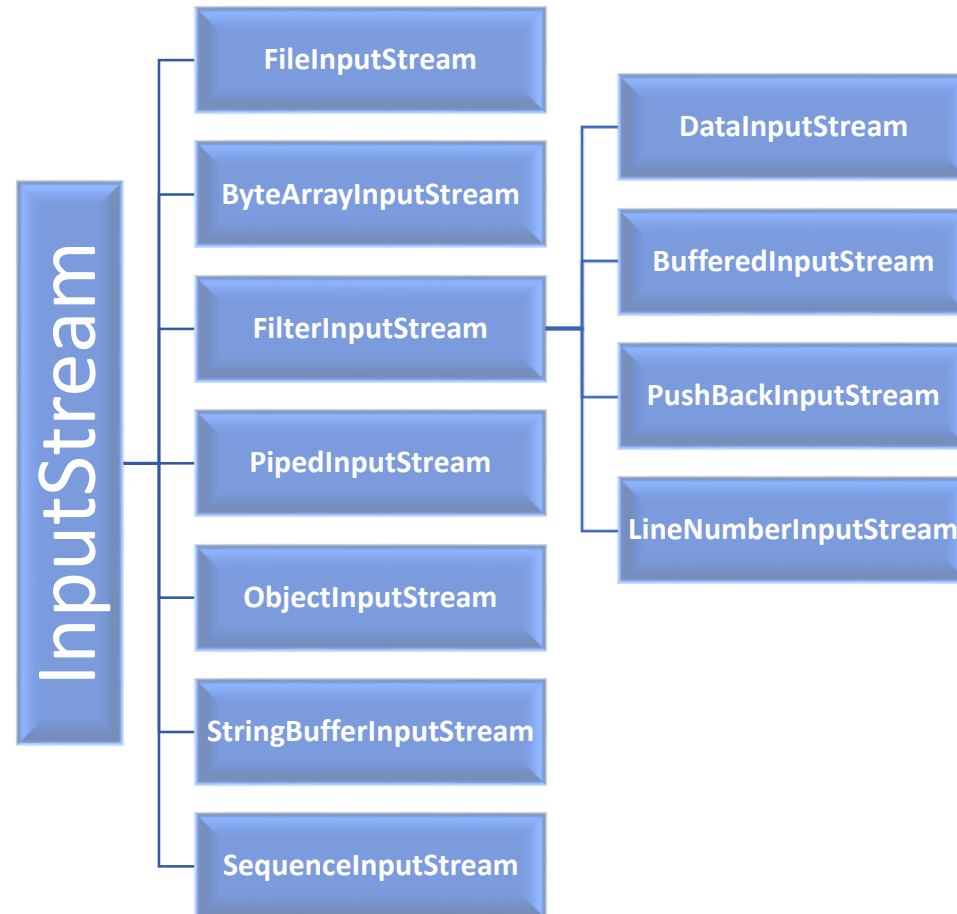 InputStream
FileInputStream
ByteArrayInputStream
FilterInputStream
PipedInputStream
ObjectInputStream
StringBufferInputStream
SequenceInputStream
DataInputStream
BufferedInputStream
PushBackInputStream
LineNumberInputStream